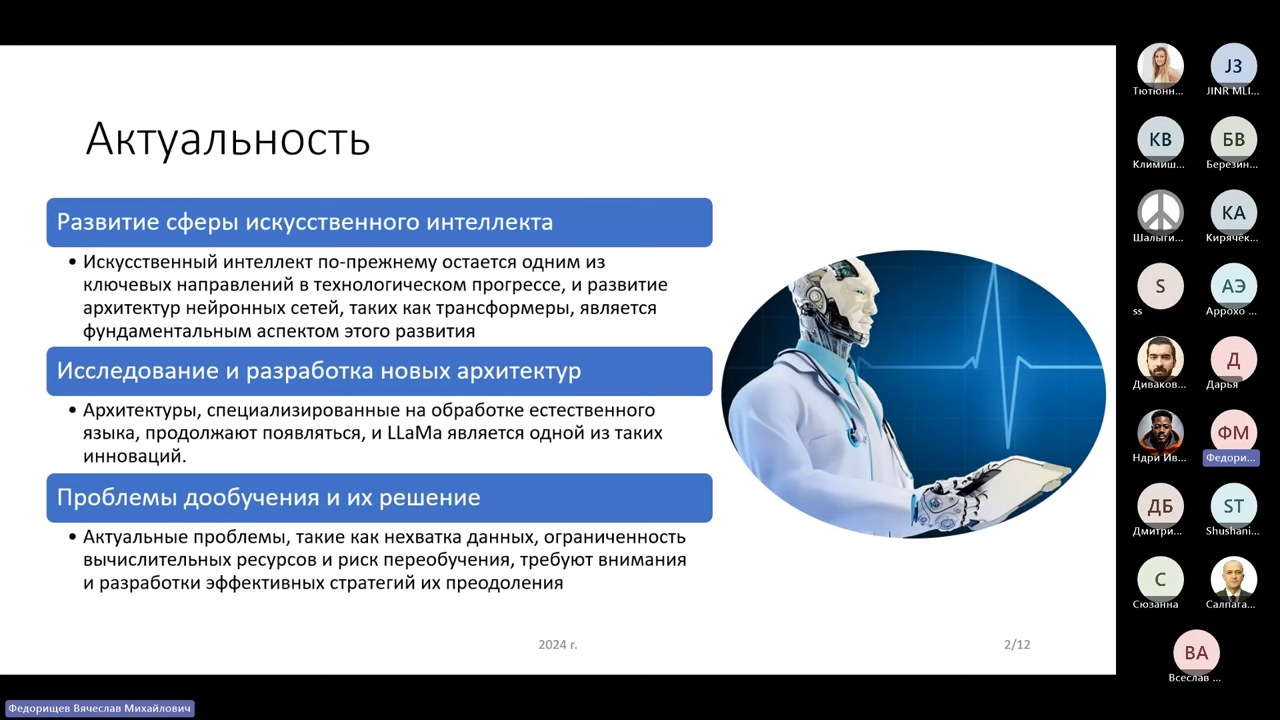 Актуальность
Развитие сферы искусственного интеллекта
• Искусственный интеллект по-прежнему остается одним из
ключевых направлений в технологическом прогрессе, и развитие
архитектур нейронных сетей, таких как трансформеры, является
фундаментальным аспектом этого развития
Исследование и разработка новых архитектур
• Архитектуры, специализированные на обработке естественного
языка, продолжают появляться, и LLaMa является одной из таких
инноваций.
Проблемы дообучения и их решение
• Актуальные проблемы, такие как нехватка данных, ограниченность
вычислительных ресурсов и риск переобучения, требуют внимания
и разработки эффективных стратегий их преодоления
2024 г.
2/12
Тютюнн...
JЗ
JINR MLI...
КВ
Климиш...
БВ
Березин...
Шалыги...
КА
Кирячёк...
S
ss
АЭ
Аррохо ...
Диваков...
Д
Дарья
Ндри Ив...
ФМ
Федори...
ДБ
Дмитри...
ST
Shushani...
С
Сюзанна
Салпага...
ВА
Всеслав ...
Федорищев Вячеслав Михайлович